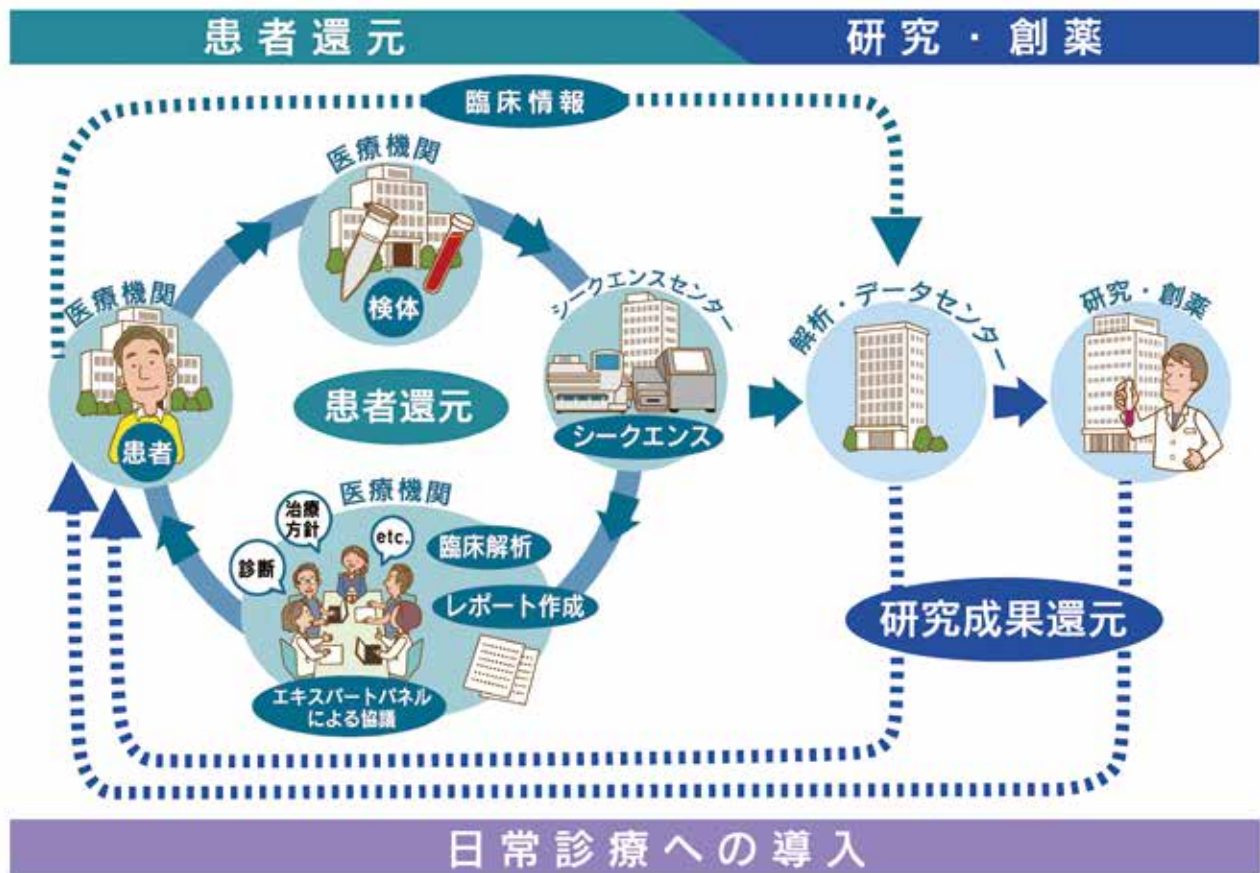 患者還元
研究・創薬
臨床情報
医療機関
検体
医療機関
患者
シークエンスセンター
シークエンス
解析・データセンター
研究・創薬
患者還元
医療機関
治療
方針
etc.
診断
臨床解析
レポート作成
エキスパートパネル
による協議
研究成果還元
日常診療への導入